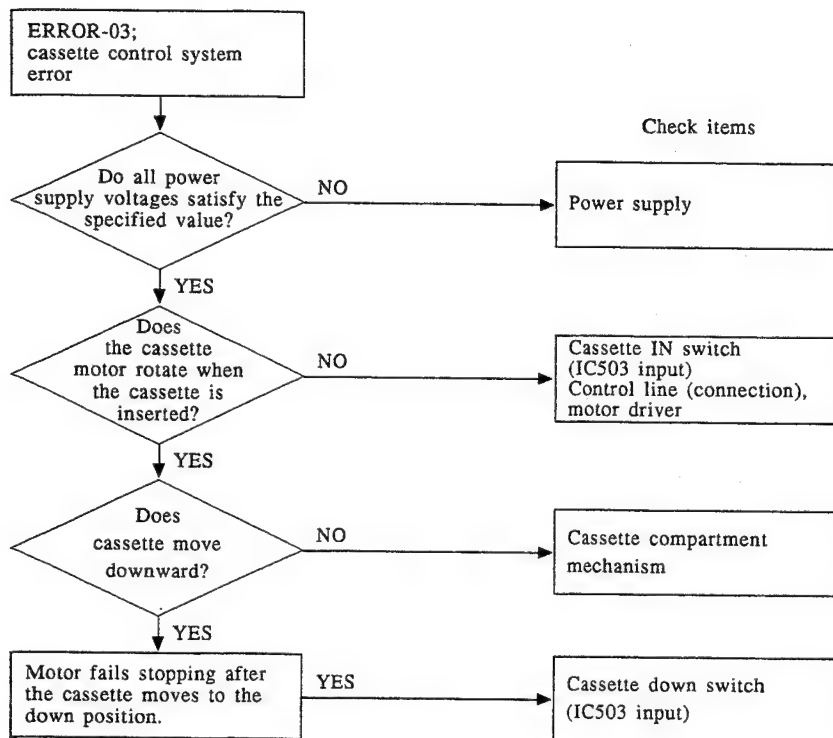 ERROR-03;
cassette control system
error
Check items
Do all power
supply voltages satisfy the
specified value?
NO
Power supply
YES
Does
the cassette
motor rotate when
the cassette is
inserted?
NO
Cassette IN switch
(IC503 input)
Control line (connection),
motor driver
YES
Does
cassette move
downward?
NO
Cassette compartment
mechanism
YES
Motor fails stopping after
the cassette moves to the
down position.
YES
Cassette down switch
(IC503 input)